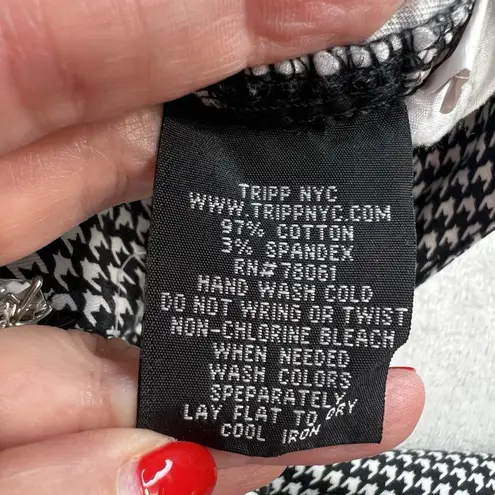 TRIPP NYC
WWW.TRIPPNYC.COM
97% COTTON
3% SPANDEX
RN# 78061
HAND WASH COLD
DO NOT WRING OR TWIST
NON-CHLORINE BLEACH
WHEN NEEDED
WASH COLORS
SPEPARATELY
LAY FLAT TO DRY
COOL IRON